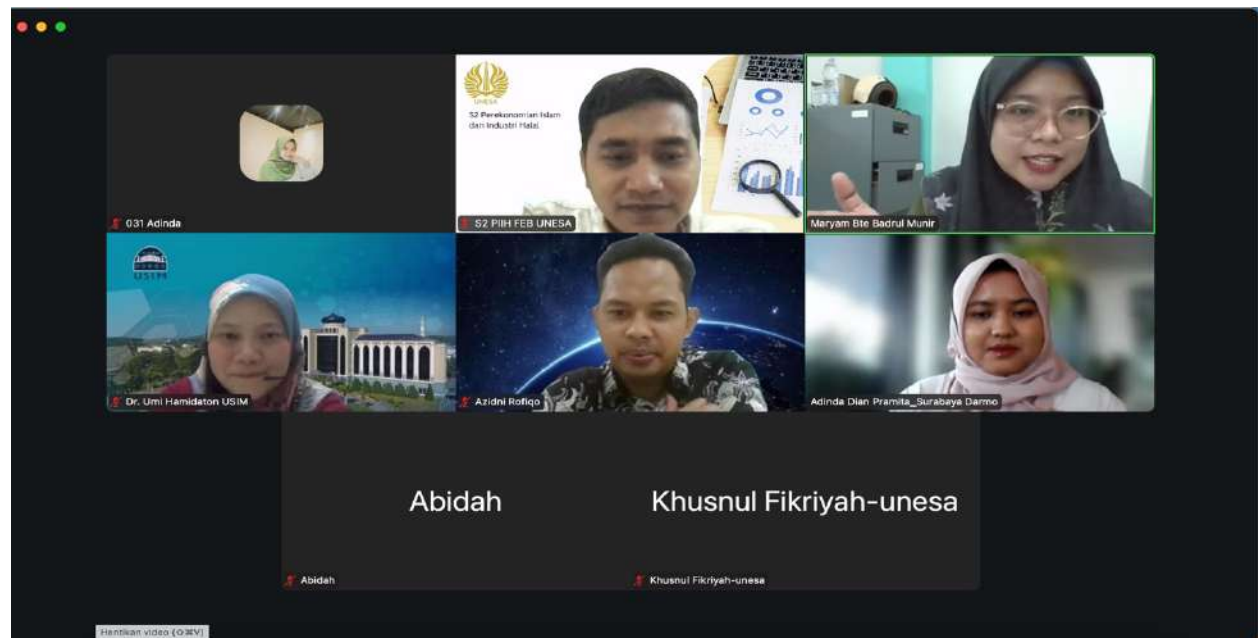 UNESA
S2 Perekonomian Islam
dan Industri Halal
031 Adinda
S2 PIIH FEB UNESA
Maryam Bte Badrul Munir
USIM
Dr. Umi Hamidaton USIM
Azidni Rofiqo
Adinda Dian Pramita_Surabaya Darmo
Abidah
Khusnul Fikriyah-unesa
Abidah
Khusnul Fikriyah-unesa
Hentikan video (⇧⌘V)